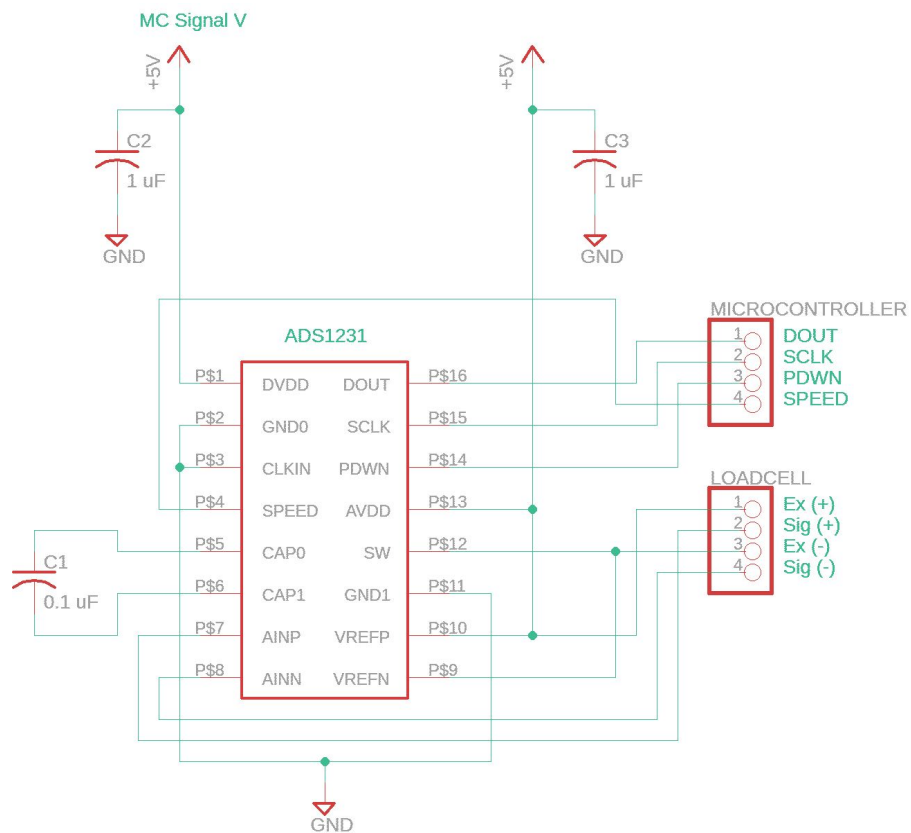 MC Signal V
+5V
+5V
C2
1 uF
GND
C3
1 uF
GND
MICROCONTROLLER
1 DOUT
2 SCLK
3 PDWN
4 SPEED
ADS1231
P$1 DVDD DOUT P$16
P$2 GND0 SCLK P$15
P$3 CLKIN PDWN P$14
P$4 SPEED AVDD P$13
P$5 CAP0 SW P$12
P$6 CAP1 GND1 P$11
P$7 AINP VREFP P$10
P$8 AINN VREFN P$9
LOADCELL
1 Ex (+)
2 Sig (+)
3 Ex (-)
4 Sig (-)
C1
0.1 uF
GND